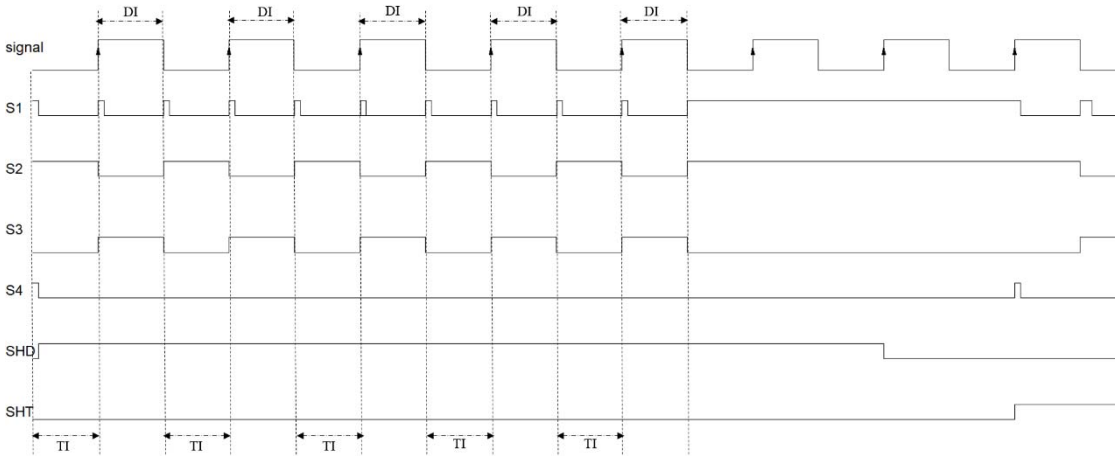 DI DI DI DI DI
signal
S1
S2
S3
S4
SHD
SHT
TI TI TI TI TI